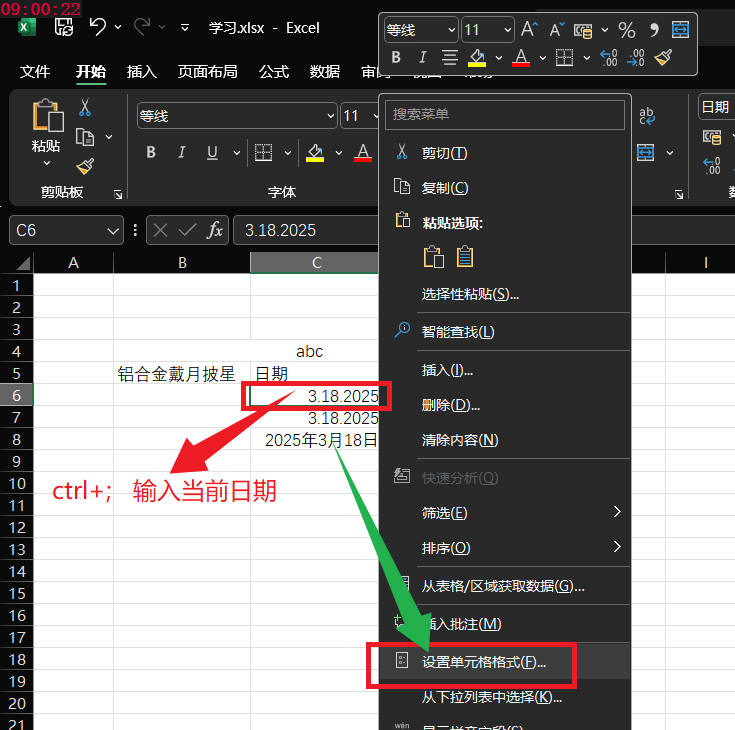 09:00:22
学习.xlsx - Excel
等线 11 A^ Aˇ % ,
B I A .00
文件 开始 插入 页面布局 公式 数据
粘贴
剪贴板
等线 11
B I U A
字体
ab
日期
.00
C6 fx 3.18.2025
A B C I
1
2
3
4 abc
5 铝合金戴月披星 日期
6 3.18.2025
7 3.18.2025
8 2025年3月18日
9
10
11
12
13
14
15
16
17
18
19
20
21
ctrl+; 输入当前日期
搜索菜单
剪切(T)
复制(C)
粘贴选项:
选择性粘贴(S)...
智能查找(L)
插入(I)...
删除(D)...
清除内容(N)
快速分析(Q)
筛选(E)
排序(O)
从表格/区域获取数据(G)...
插入批注(M)
设置单元格格式(F)...
从下拉列表中选择(K)...
wén